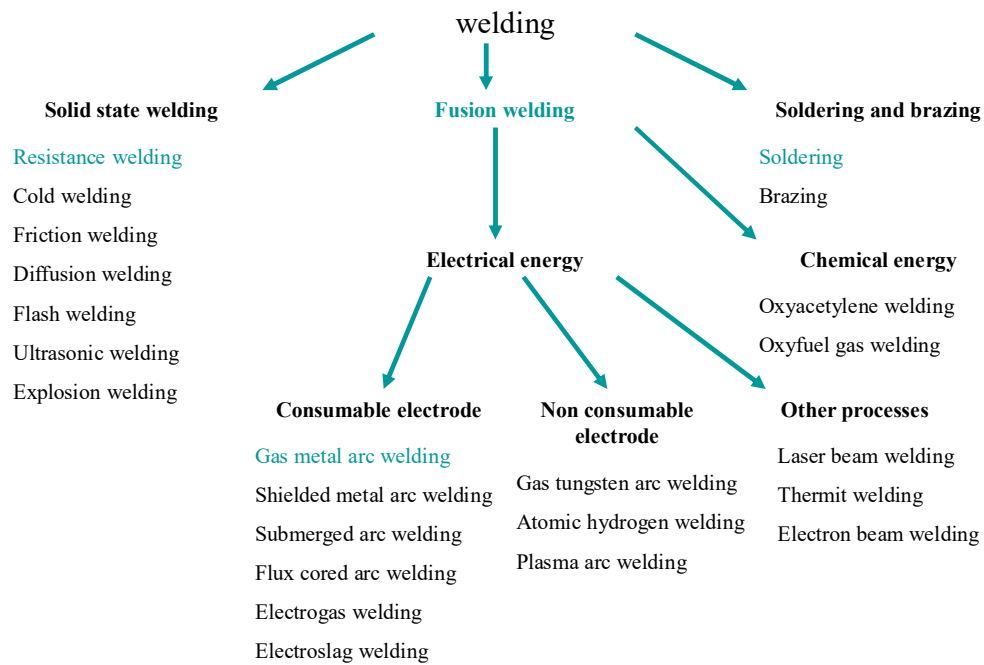 welding
Solid state welding
Resistance welding
Cold welding
Friction welding
Diffusion welding
Flash welding
Ultrasonic welding
Explosion welding
Fusion welding
Soldering and brazing
Soldering
Brazing
Electrical energy
Chemical energy
Oxyacetylene welding
Oxyfuel gas welding
Consumable electrode
Gas metal arc welding
Shielded metal arc welding
Submerged arc welding
Flux cored arc welding
Electrogas welding
Electroslag welding
Non consumable
electrode
Gas tungsten arc welding
Atomic hydrogen welding
Plasma arc welding
Other processes
Laser beam welding
Thermit welding
Electron beam welding